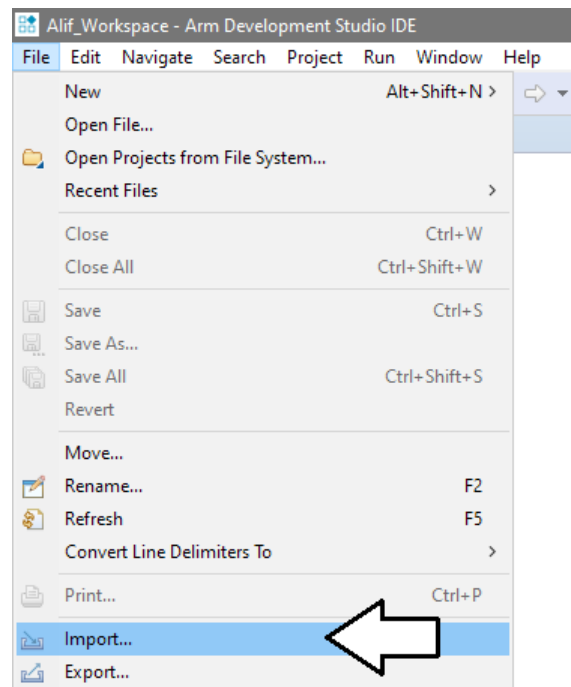 Alif_Workspace - Arm Development Studio IDE
File Edit Navigate Search Project Run Window Help
New Alt+Shift+N >
Open File...
Open Projects from File System...
Recent Files >
Close Ctrl+W
Close All Ctrl+Shift+W
Save Ctrl+S
Save As...
Save All Ctrl+Shift+S
Revert
Move...
Rename... F2
Refresh F5
Convert Line Delimiters To >
Print... Ctrl+P
Import...
Export...